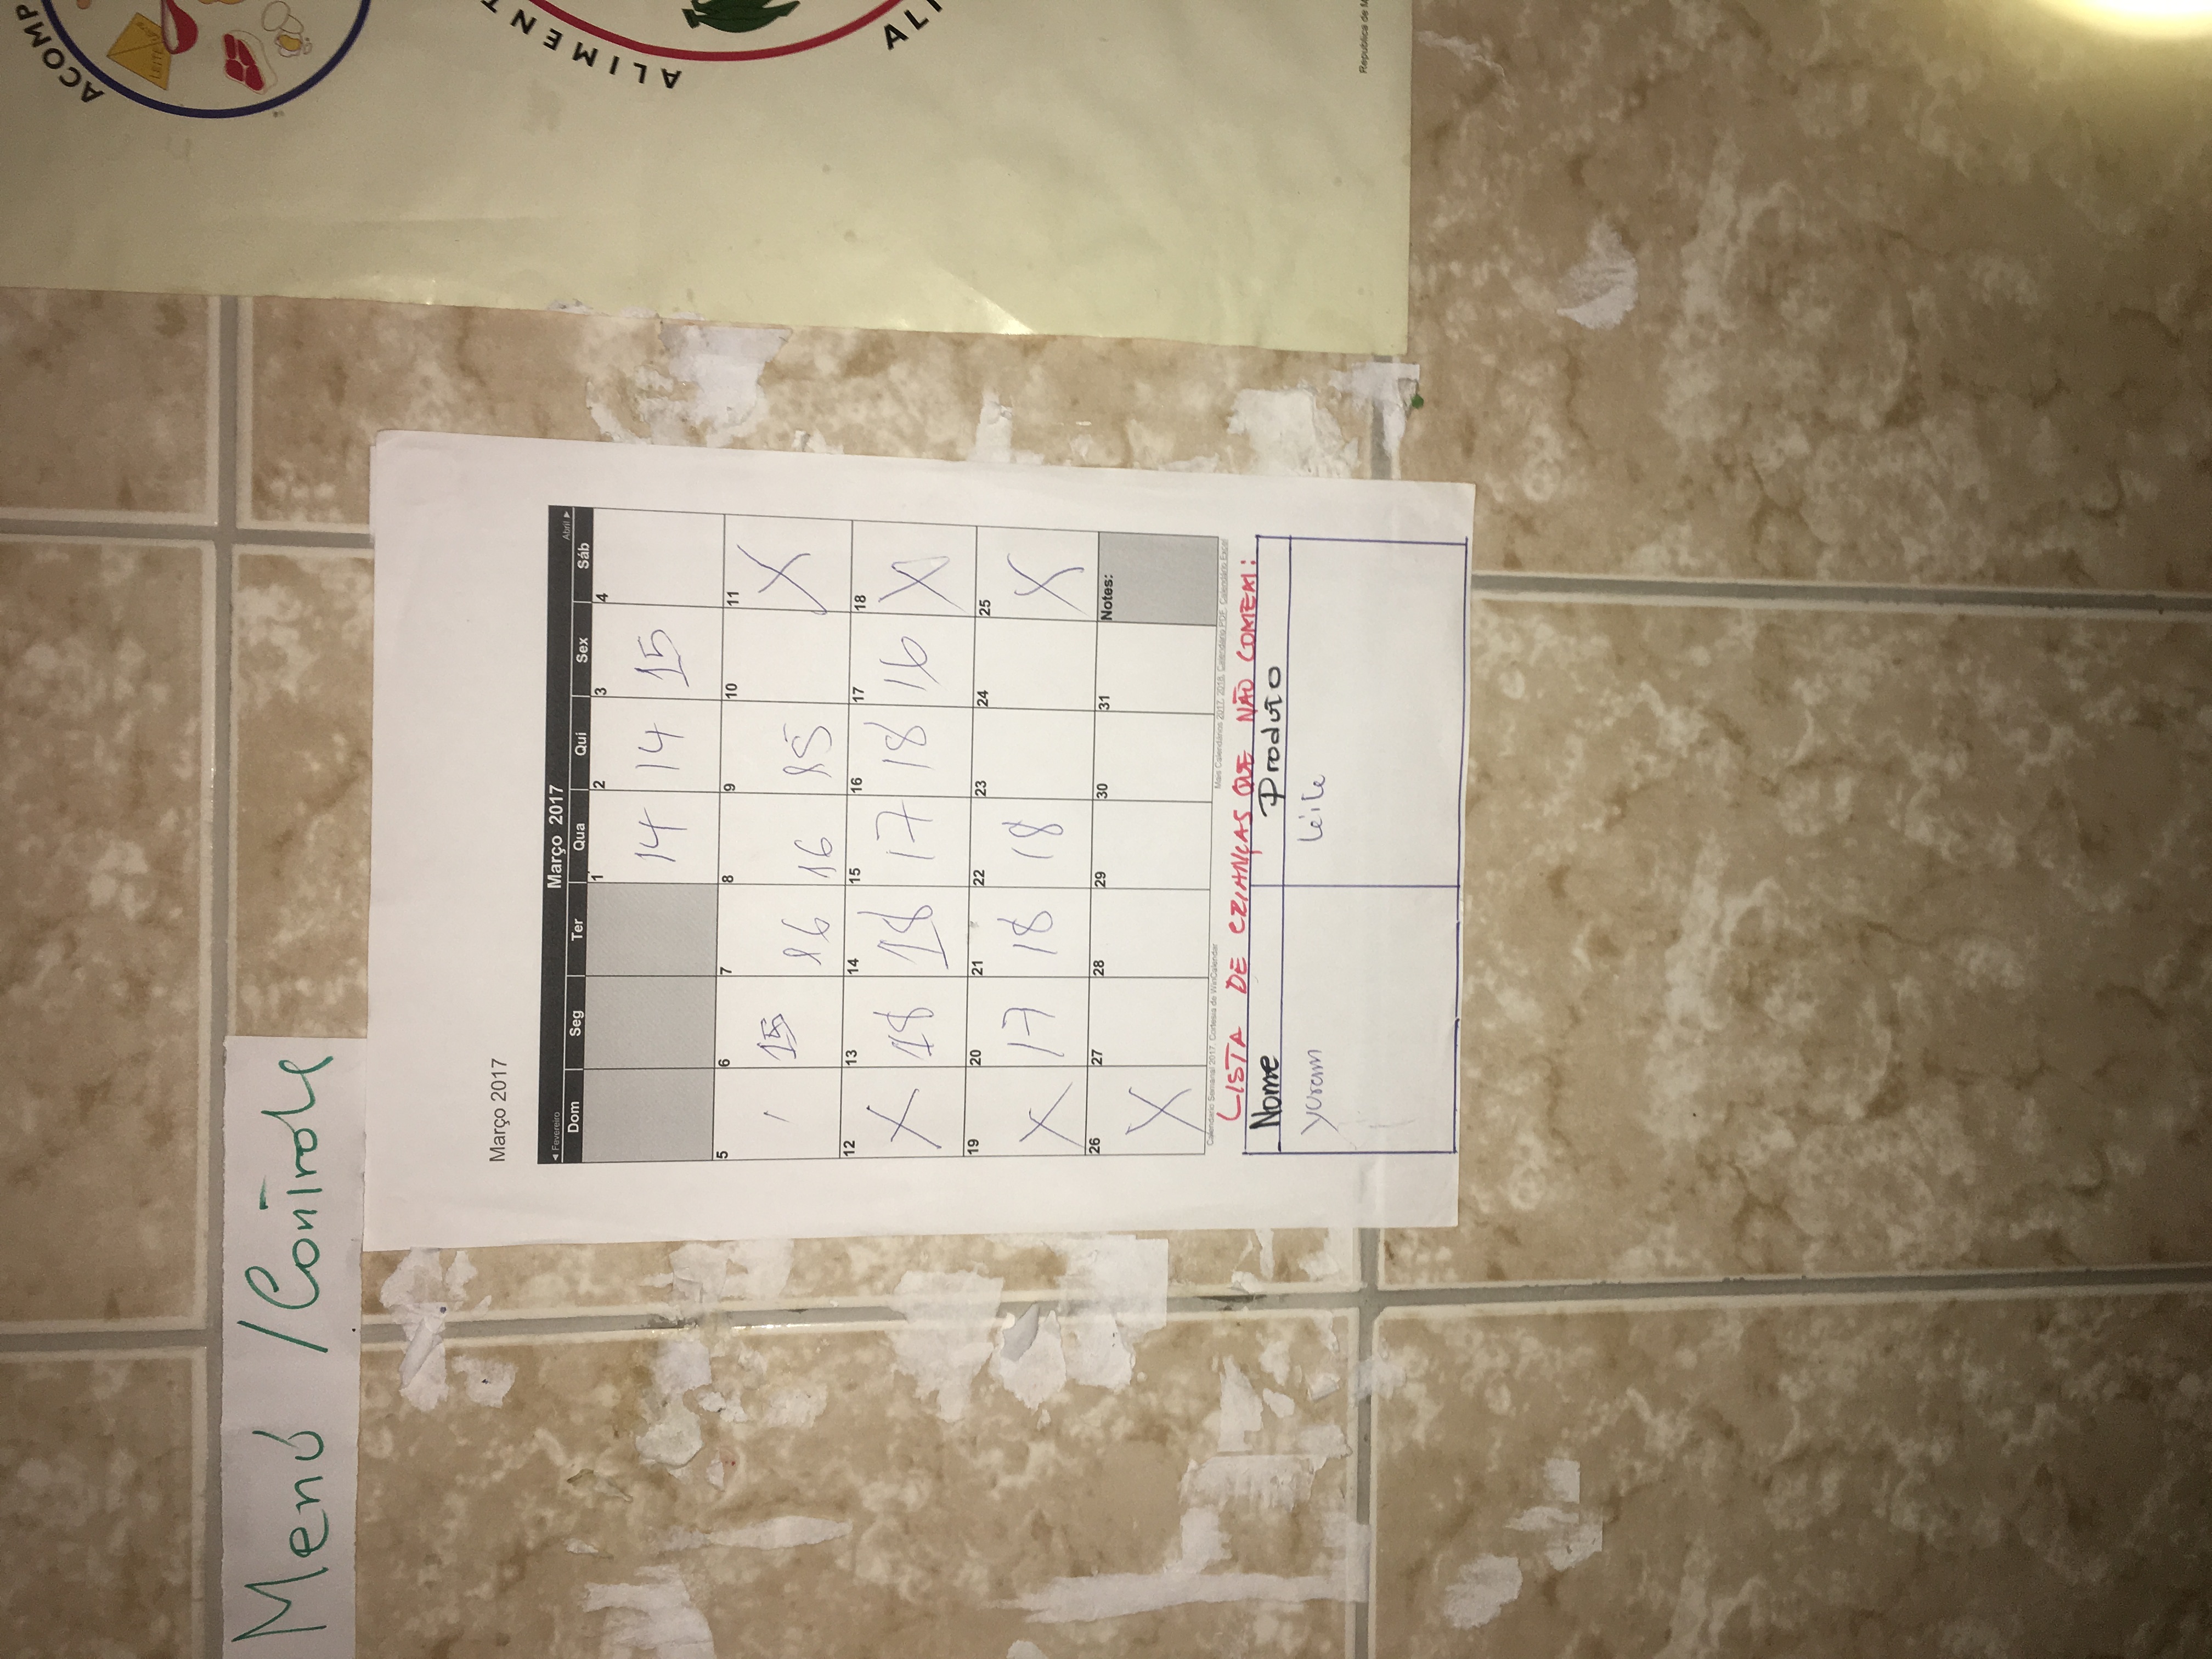 Menú / Controle
ACOMP
LEITE
Março 2017
◄ Fevereiro Março 2017 Abril ►
Dom Seg Ter Qua Qui Sex Sáb
1 2 3 4
14 14 15
5 6 7 8 9 10 11
15 16 16 15 X
12 13 14 15 16 17 18
X 18 18 17 18 16 X
19 20 21 22 23 24 25
X 17 18 18 X
26 27 28 29 30 31 Notes:
X
Calendário Semanal 2017, Cortesia de WinCalendar Mais Calendários 2017, 2018, Calendário PDF, Calendário Excel
LISTA DE CRIANÇAS QUE NÃO COMEM:
Nome Produto
yuram leite
ALIMENT
ALI
Republica de M